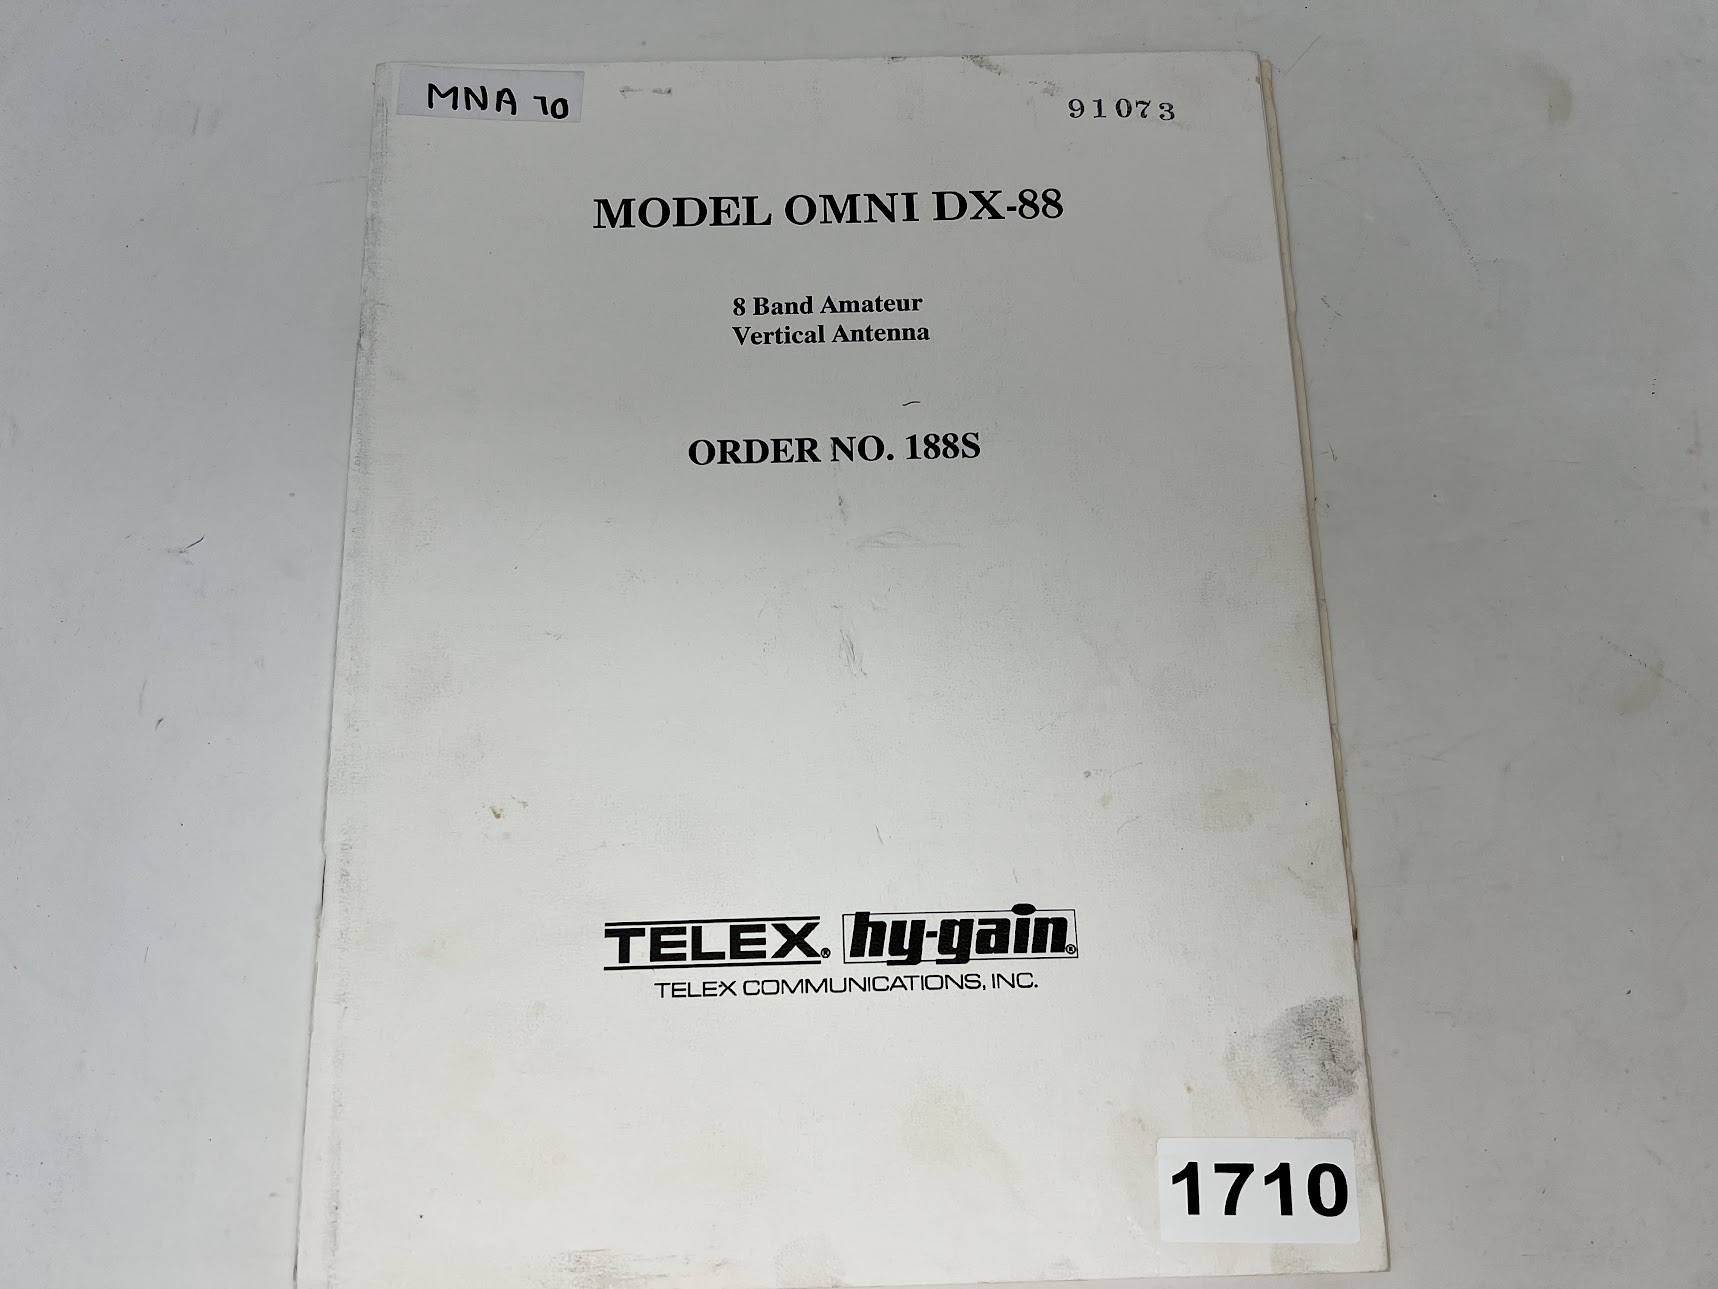 MNA 70
91073
MODEL OMNI DX-88
8 Band Amateur
Vertical Antenna
ORDER NO. 188S
TELEX® hy-gain®
TELEX COMMUNICATIONS, INC.
1710